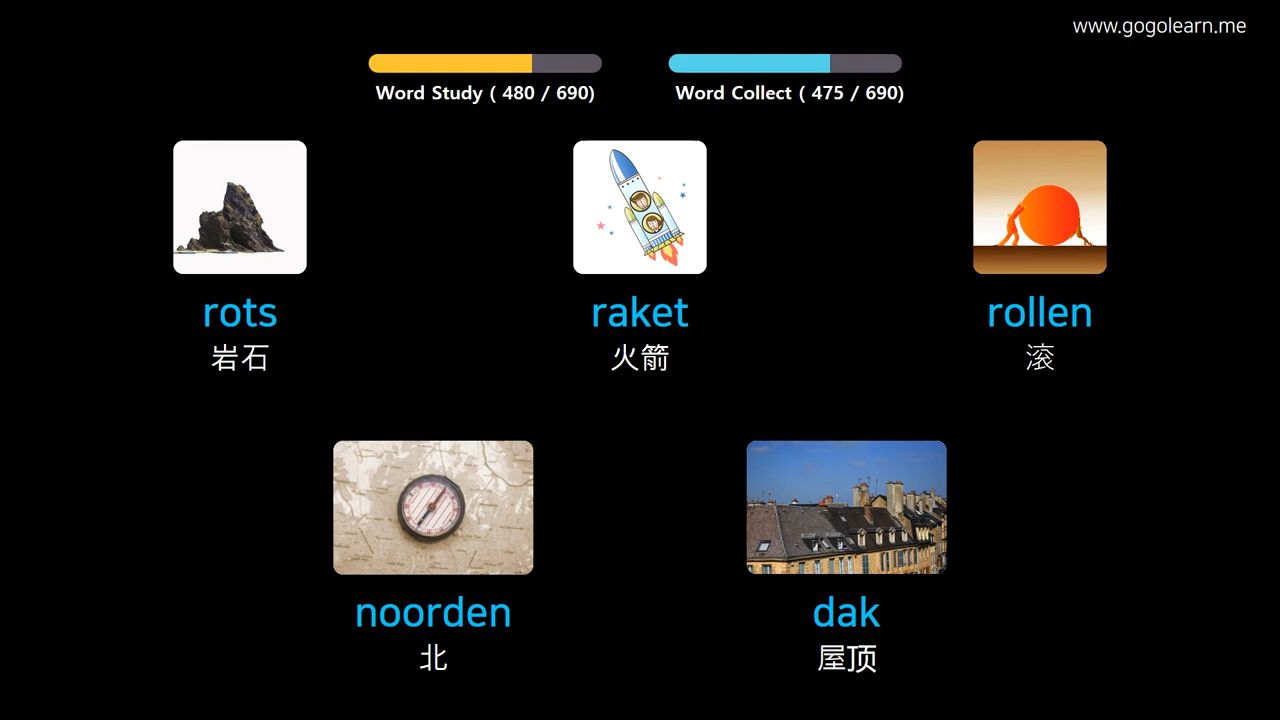 www.gogolearn.me
Word Study ( 480 / 690)
Word Collect ( 475 / 690)
rots
岩石
raket
火箭
rollen
滚
noorden
北
dak
屋顶